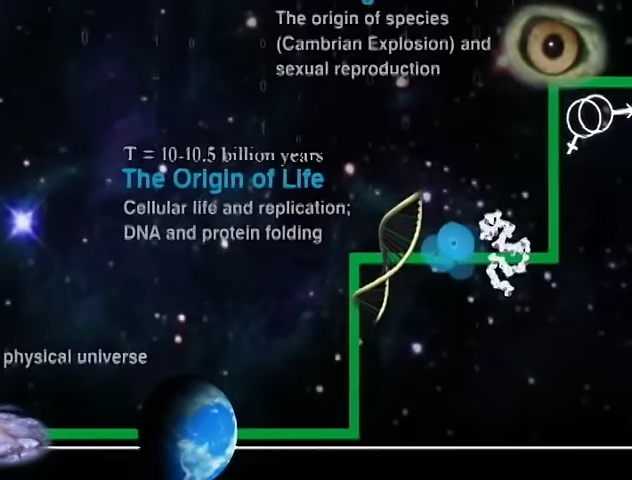 The origin of species
(Cambrian Explosion) and
sexual reproduction
T = 10-10.5 billion years
The Origin of Life
Cellular life and replication;
DNA and protein folding
physical universe